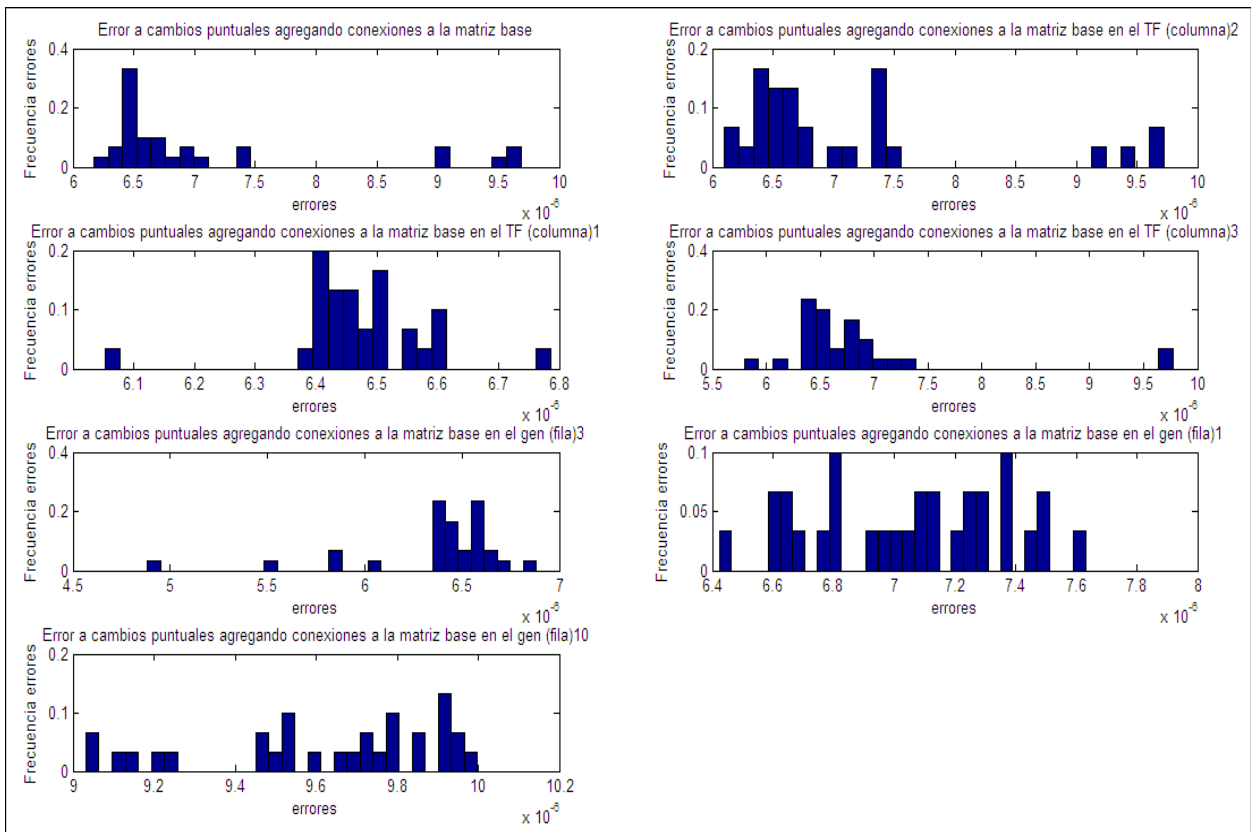 Error a cambios puntuales agregando conexiones a la matriz base
Frecuencia errores
0.4
0.2
0
6 6.5 7 7.5 8 8.5 9 9.5 10
errores
x 10^-6
Error a cambios puntuales agregando conexiones a la matriz base en el TF (columna)2
Frecuencia errores
0.2
0.1
0
6 6.5 7 7.5 8 8.5 9 9.5 10
errores
x 10^-6
Error a cambios puntuales agregando conexiones a la matriz base en el TF (columna)1
Frecuencia errores
0.2
0.1
0
6.1 6.2 6.3 6.4 6.5 6.6 6.7 6.8
errores
x 10^-6
Error a cambios puntuales agregando conexiones a la matriz base en el TF (columna)3
Frecuencia errores
0.4
0.2
0
5.5 6 6.5 7 7.5 8 8.5 9 9.5 10
errores
x 10^-6
Error a cambios puntuales agregando conexiones a la matriz base en el gen (fila)3
Frecuencia errores
0.4
0.2
0
4.5 5 5.5 6 6.5 7
errores
x 10^-6
Error a cambios puntuales agregando conexiones a la matriz base en el gen (fila)1
Frecuencia errores
0.1
0.05
0
6.4 6.6 6.8 7 7.2 7.4 7.6 7.8 8
errores
x 10^-6
Error a cambios puntuales agregando conexiones a la matriz base en el gen (fila)10
Frecuencia errores
0.2
0.1
0
9 9.2 9.4 9.6 9.8 10 10.2
errores
x 10^-6